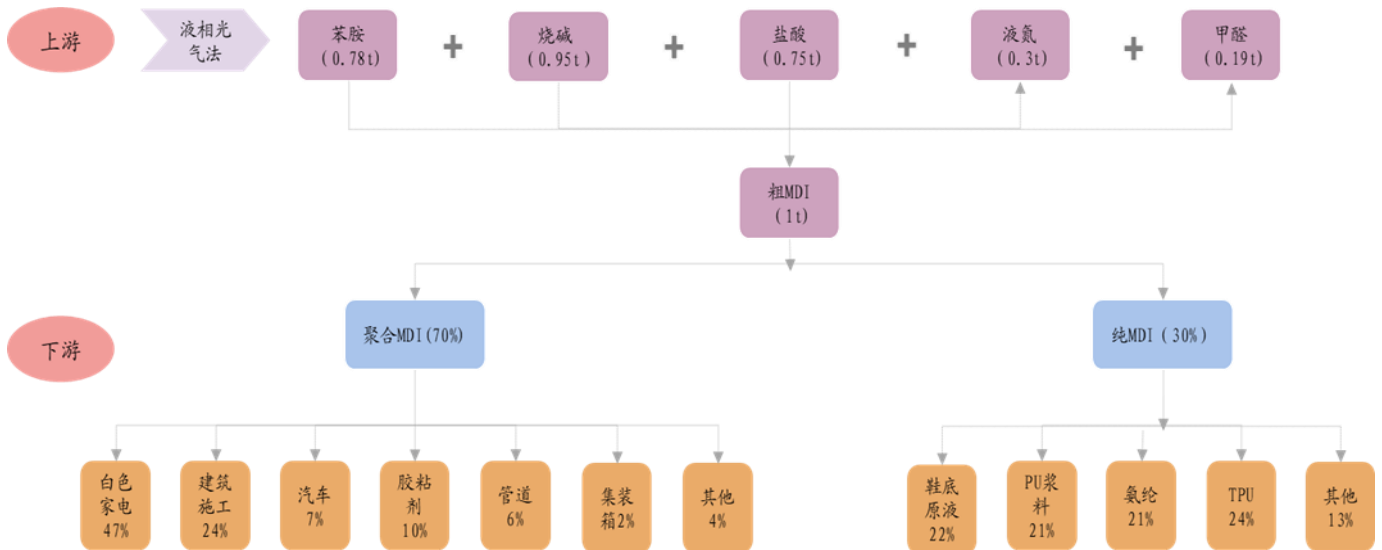 上游
液相光
气法
苯胺
(0.78t)
+
烧碱
(0.95t)
+
盐酸
(0.75t)
+
液氮
(0.3t)
+
甲醛
(0.19t)
粗MDI
(1t)
下游
聚合MDI(70%)
纯MDI(30%)
白色
家电
47%
建筑
施工
24%
汽车
7%
胶粘
剂
10%
管道
6%
集装
箱2%
其他
4%
鞋底
原液
22%
PU浆
料
21%
氨纶
21%
TPU
24%
其他
13%